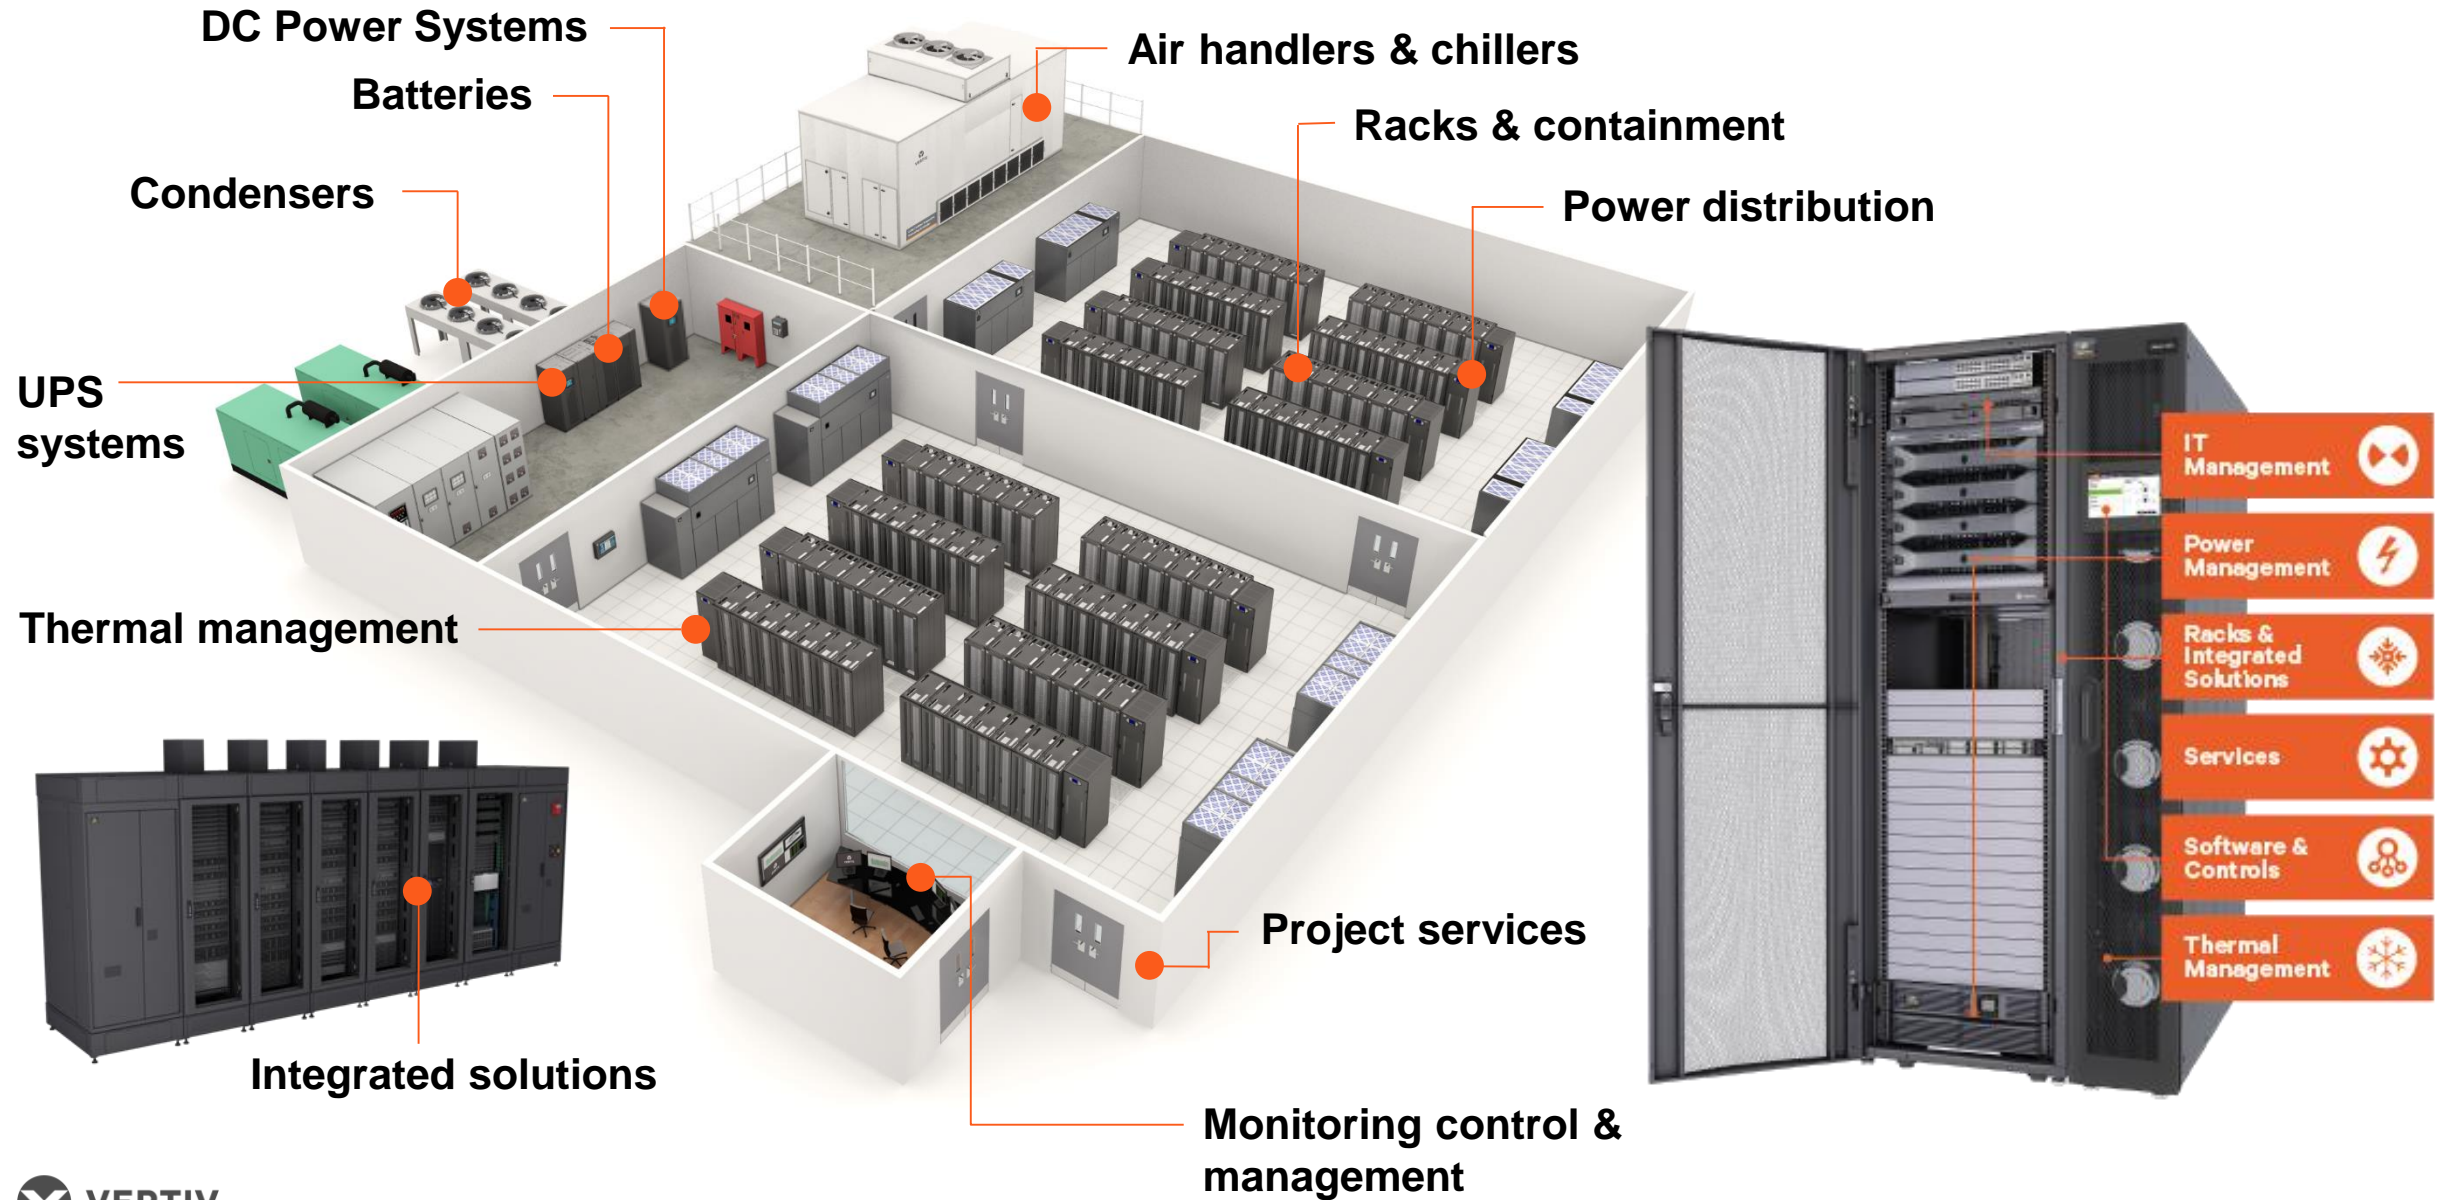 DC Power Systems
Batteries
Condensers
UPS
systems
Thermal management
Integrated solutions
Air handlers & chillers
Racks & containment
Power distribution
Project services
Monitoring control &
management
IT
Management
Power
Management
Racks &
Integrated
Solutions
Services
Software &
Controls
Thermal
Management
VERTIV